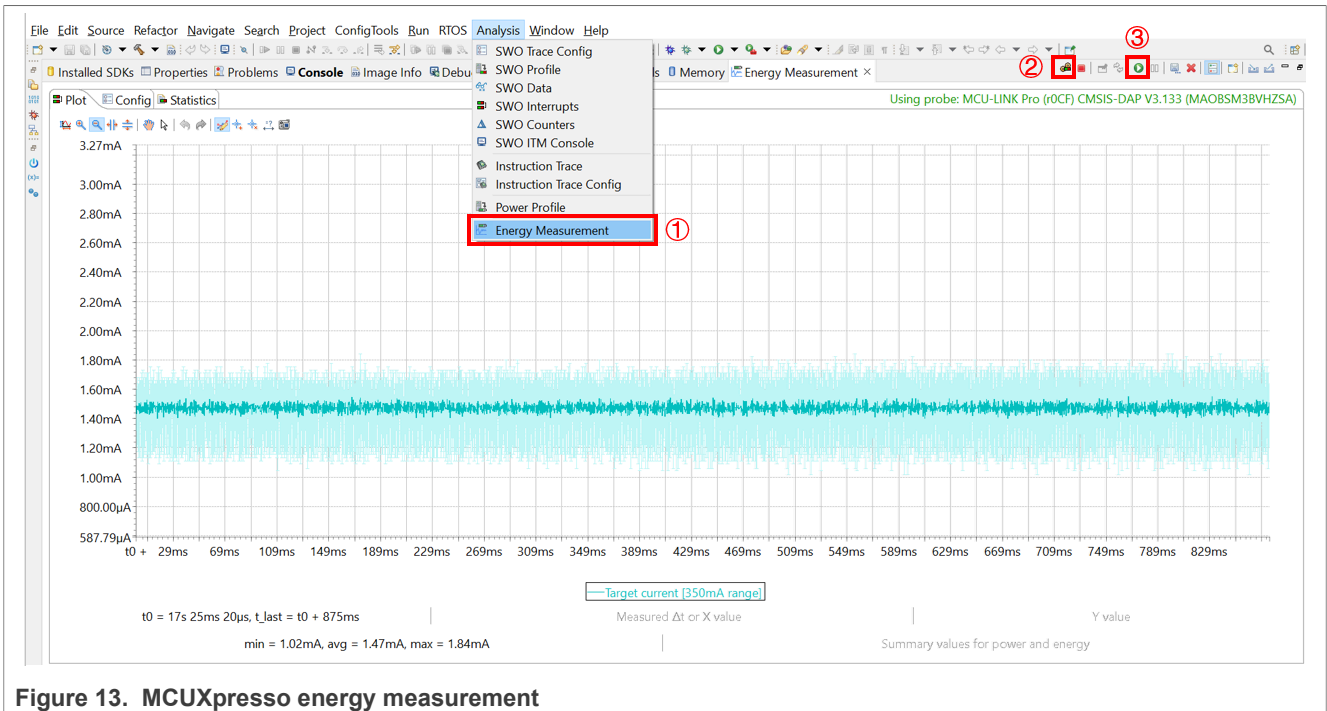 File Edit Source Refactor Navigate Search Project ConfigTools Run RTOS Analysis Window Help
③
②
SWO Trace Config
SWO Profile
SWO Data
SWO Interrupts
SWO Counters
SWO ITM Console
Instruction Trace
Instruction Trace Config
Power Profile
Energy Measurement
①
Installed SDKs Properties Problems Console Image Info Debu ls Memory Energy Measurement ×
Plot Config Statistics
Using probe: MCU-LINK Pro (r0CF) CMSIS-DAP V3.133 (MAOBSM3BVHZSA)
3.27mA
3.00mA
2.80mA
2.60mA
2.40mA
2.20mA
2.00mA
1.80mA
1.60mA
1.40mA
1.20mA
1.00mA
800.00µA
587.79µA
t0 + 29ms 69ms 109ms 149ms 189ms 229ms 269ms 309ms 349ms 389ms 429ms 469ms 509ms 549ms 589ms 629ms 669ms 709ms 749ms 789ms 829ms
Target current [350mA range]
t0 = 17s 25ms 20µs, t_last = t0 + 875ms Measured Δt or X value Y value
min = 1.02mA, avg = 1.47mA, max = 1.84mA Summary values for power and energy
Figure 13. MCUXpresso energy measurement